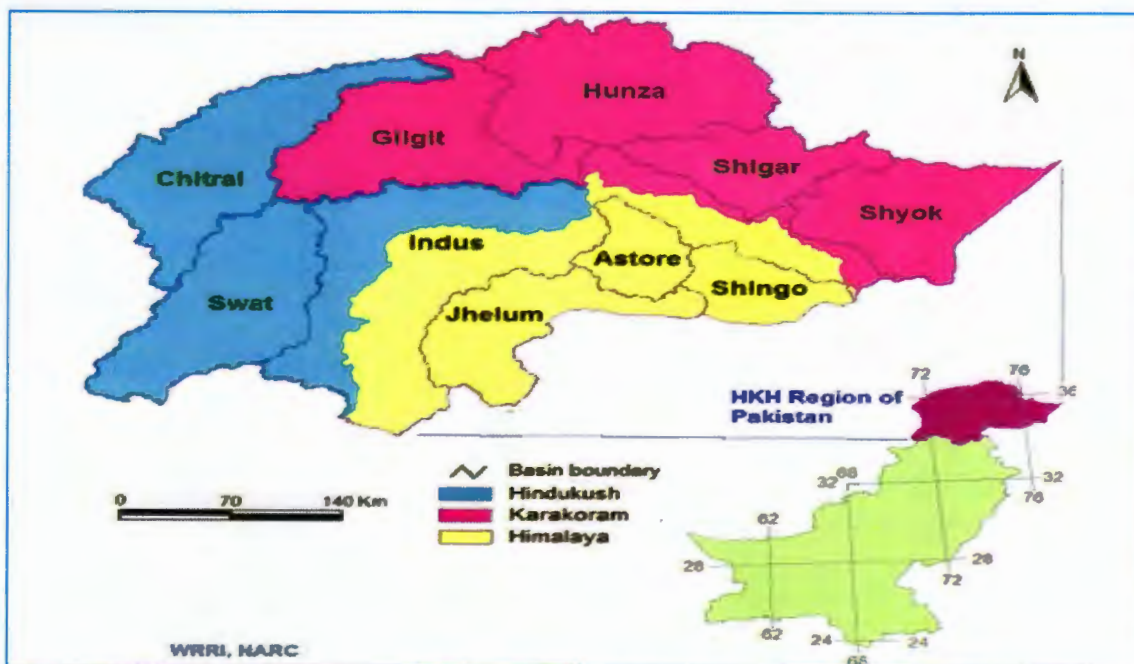 N
Hunza
Gilgit
Shigar
Chitral
Shyok
Indus
Astore
Shingo
Swat
Jhelum
72
76
36
HKH Region of
Pakistan
Basin boundary
68
32
32
76
Hindukush
0 70 140 Km
Karakoram
62
Himalaya
28
28
72
62
24
24
68
WRRI, NARC